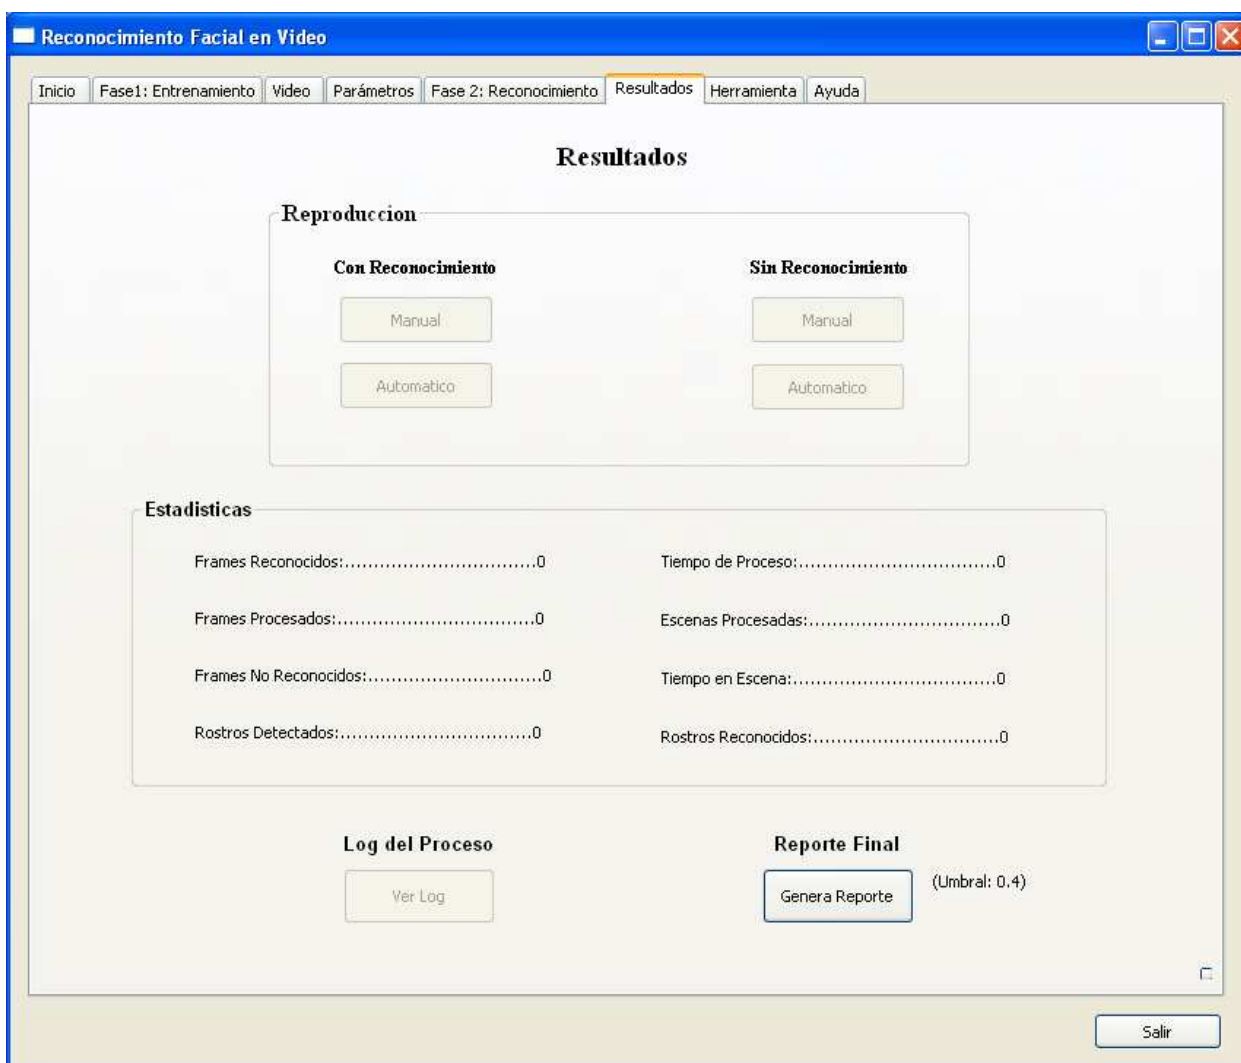 Reconocimiento Facial en Video
Inicio Fase1: Entrenamiento Video Parámetros Fase 2: Reconocimiento Resultados Herramienta Ayuda
Resultados
Reproduccion
Con Reconocimiento Sin Reconocimiento
Manual Manual
Automatico Automatico
Estadisticas
Frames Reconocidos:.................................0 Tiempo de Proceso:..................................0
Frames Procesados:..................................0 Escenas Procesadas:.................................0
Frames No Reconocidos:..............................0 Tiempo en Escena:...................................0
Rostros Detectados:.................................0 Rostros Reconocidos:................................0
Log del Proceso Reporte Final
Ver Log Genera Reporte (Umbral: 0.4)
Salir